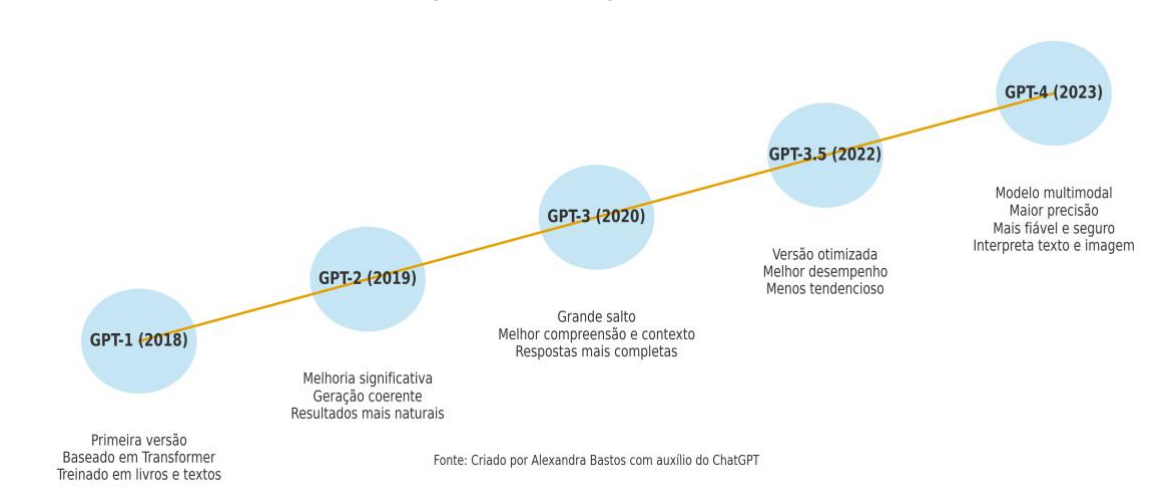 GPT-1 (2018)
Primeira versão
Baseado em Transformer
Treinado em livros e textos
GPT-2 (2019)
Melhoria significativa
Geração coerente
Resultados mais naturais
GPT-3 (2020)
Grande salto
Melhor compreensão e contexto
Respostas mais completas
GPT-3.5 (2022)
Versão otimizada
Melhor desempenho
Menos tendencioso
GPT-4 (2023)
Modelo multimodal
Maior precisão
Mais fiável e seguro
Interpreta texto e imagem
Fonte: Criado por Alexandra Bastos com auxílio do ChatGPT